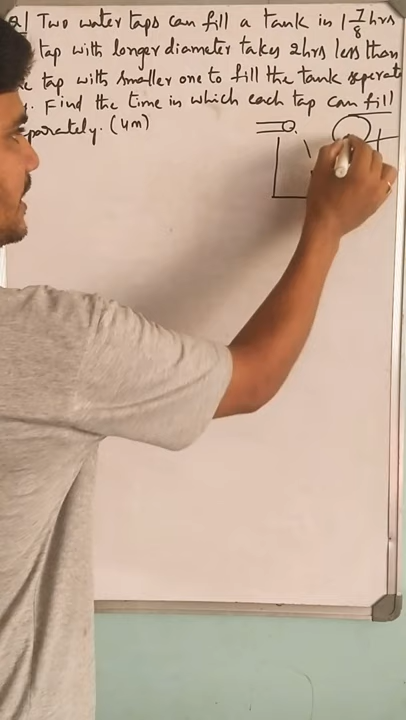 Q] Two water taps can fill a tank in 1 7/8 hrs
tap with longer diameter takes 2hrs less than
tap with smaller one to fill the tank seperat
. Find the time in which each tap can fill
parately. (4m)